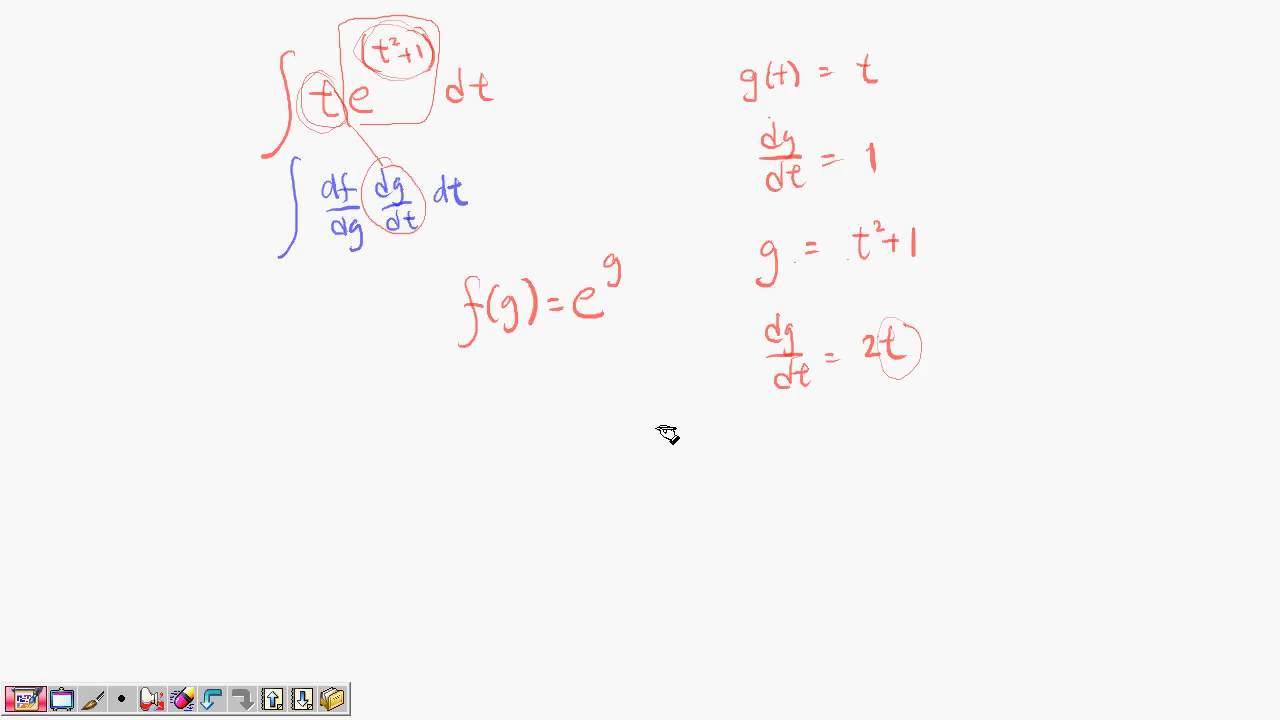 ∫ t e^(t²+1) dt
∫ df/dg dg/dt dt
f(g) = e^g
g(t) = t
dg/dt = 1
g = t²+1
dg/dt = 2t